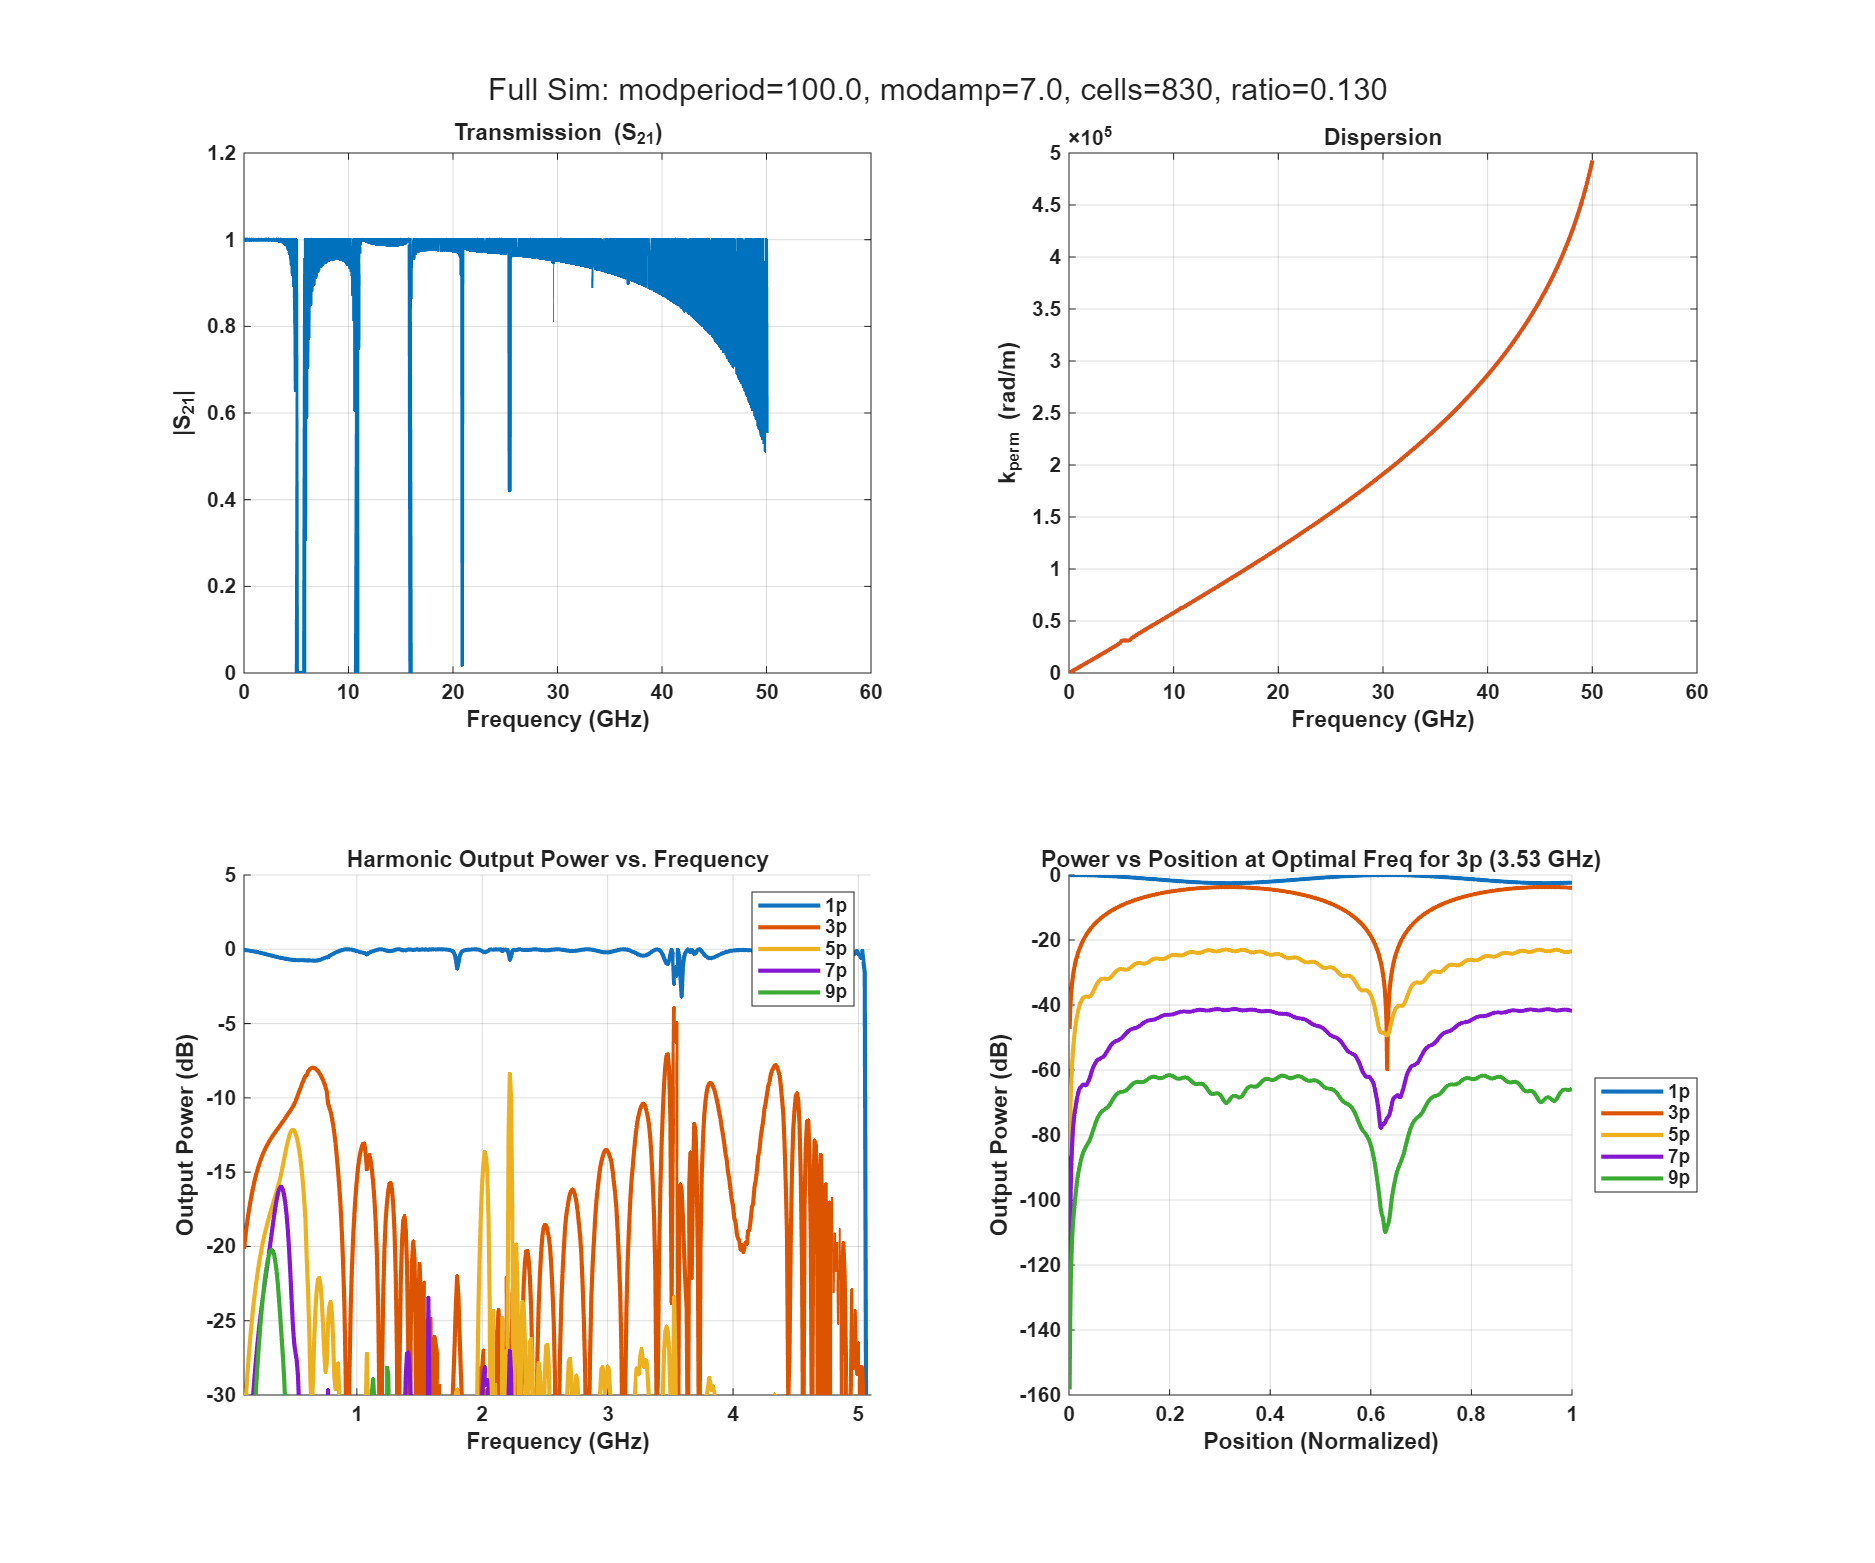 Full Sim: modperiod=100.0, modamp=7.0, cells=830, ratio=0.130
Transmission (S21)
1.2
1
0.8
0.6
0.4
0.2
0
|S21|
0 10 20 30 40 50 60
Frequency (GHz)
×10^5
Dispersion
5
4.5
4
3.5
3
2.5
2
1.5
1
0.5
0
kperm (rad/m)
0 10 20 30 40 50 60
Frequency (GHz)
Harmonic Output Power vs. Frequency
5
0
-5
-10
-15
-20
-25
-30
Output Power (dB)
1p
3p
5p
7p
9p
1 2 3 4 5
Frequency (GHz)
Power vs Position at Optimal Freq for 3p (3.53 GHz)
0
-20
-40
-60
-80
-100
-120
-140
-160
Output Power (dB)
1p
3p
5p
7p
9p
0 0.2 0.4 0.6 0.8 1
Position (Normalized)